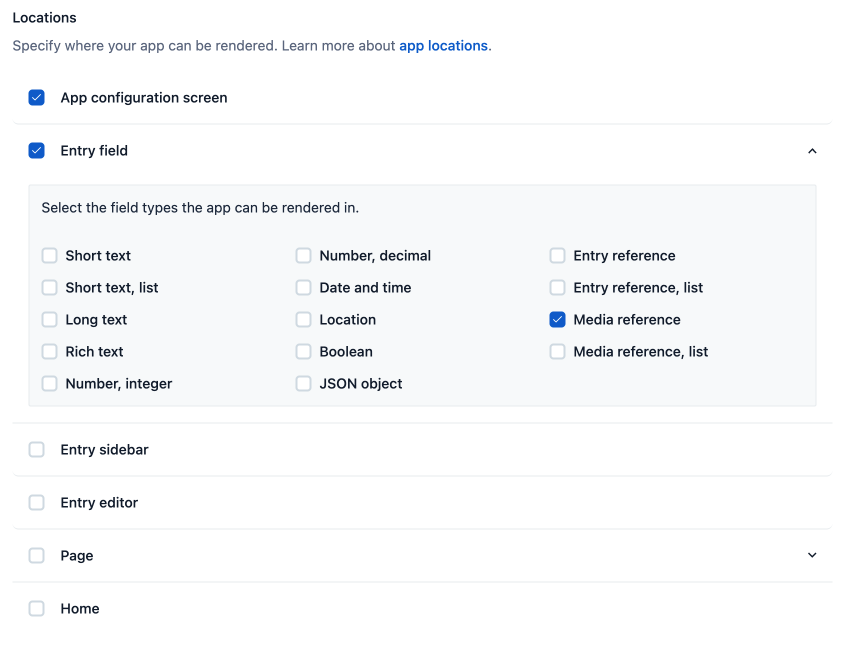 Locations
Specify where your app can be rendered. Learn more about app locations.
App configuration screen
Entry field
Select the field types the app can be rendered in.
Short text
Number, decimal
Entry reference
Short text, list
Date and time
Entry reference, list
Long text
Location
Media reference
Rich text
Boolean
Media reference, list
Number, integer
JSON object
Entry sidebar
Entry editor
Page
Home